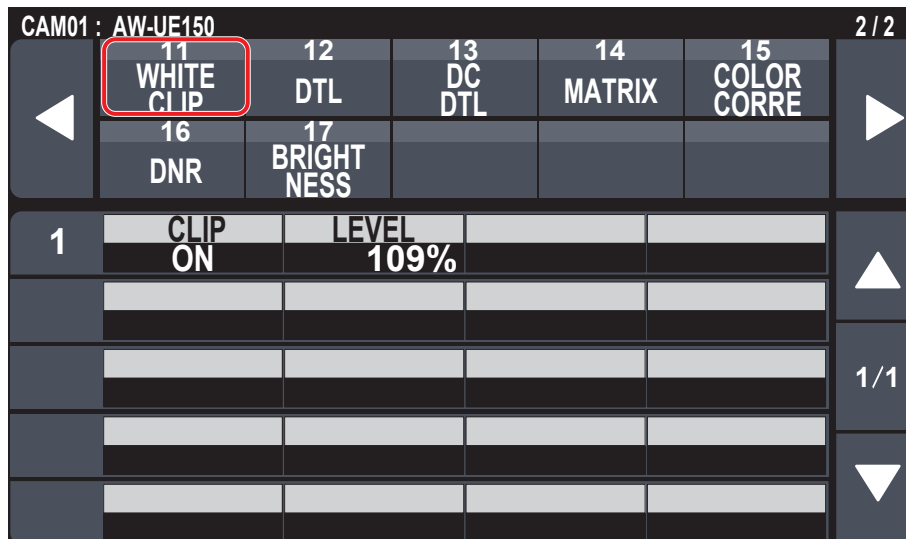 CAM01 : AW-UE150 2 / 2
11 12 13 14 15
WHITE CLIP DTL DC DTL MATRIX COLOR CORRE
16 17
DNR BRIGHT NESS
1 CLIP LEVEL
ON 109%
1/1